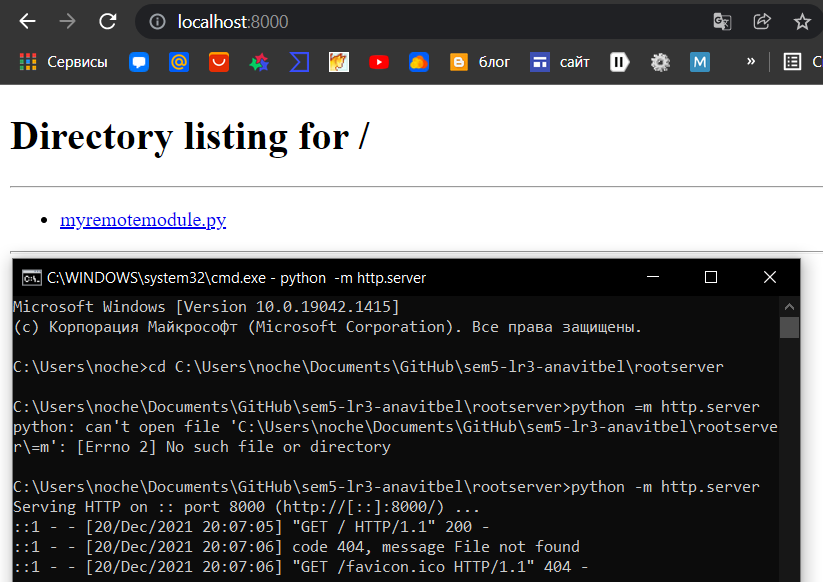 localhost:8000
Сервисы
блог
сайт
M
»
С
Directory listing for /
myremotemodule.py
C:\WINDOWS\system32\cmd.exe - python  -m http.server
Microsoft Windows [Version 10.0.19042.1415]
(c) Корпорация Майкрософт (Microsoft Corporation). Все права защищены.
C:\Users\noche>cd C:\Users\noche\Documents\GitHub\sem5-lr3-anavitbel\rootserver
C:\Users\noche\Documents\GitHub\sem5-lr3-anavitbel\rootserver>python =m http.server
python: can't open file 'C:\Users\noche\Documents\GitHub\sem5-lr3-anavitbel\rootserve
r\=m': [Errno 2] No such file or directory
C:\Users\noche\Documents\GitHub\sem5-lr3-anavitbel\rootserver>python -m http.server
Serving HTTP on :: port 8000 (http://[::]:8000/) ...
::1 - - [20/Dec/2021 20:07:05] "GET / HTTP/1.1" 200 -
::1 - - [20/Dec/2021 20:07:06] code 404, message File not found
::1 - - [20/Dec/2021 20:07:06] "GET /favicon.ico HTTP/1.1" 404 -